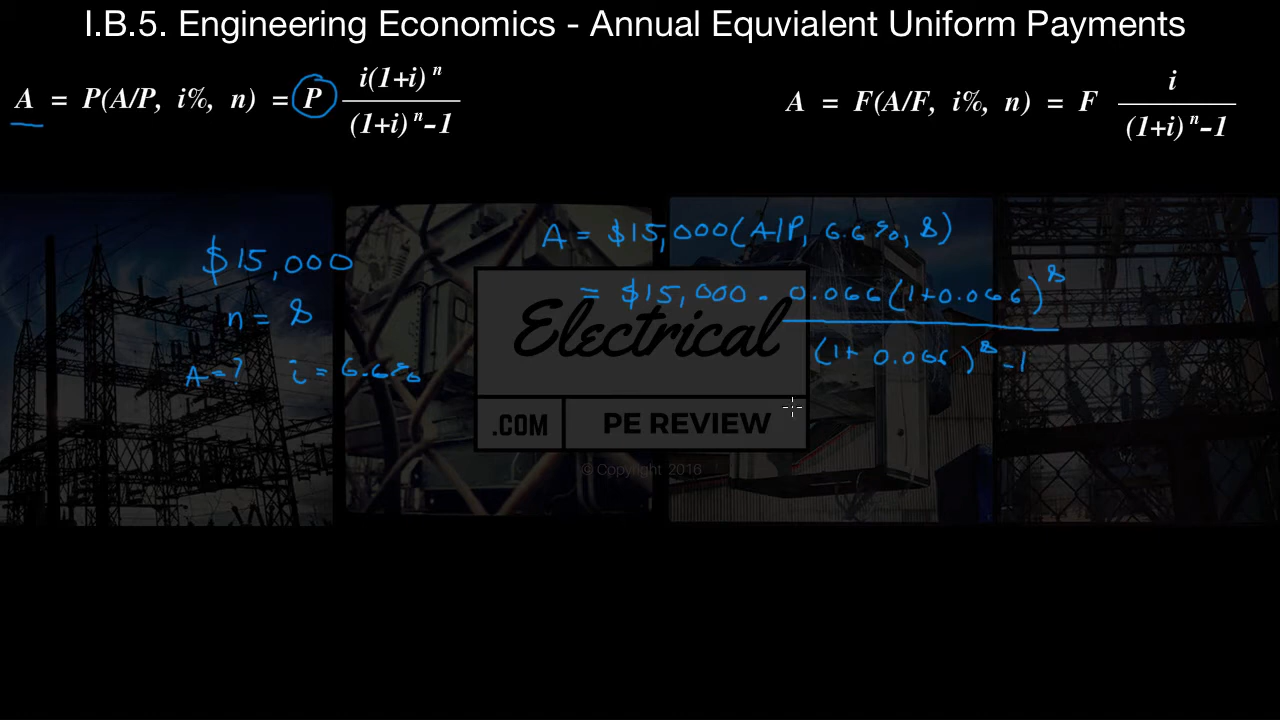 I.B.5. Engineering Economics - Annual Equvialent Uniform Payments
A = P(A/P, i%, n) = P i(1+i)ⁿ / (1+i)ⁿ-1
A = F(A/F, i%, n) = F i / (1+i)ⁿ-1
$15,000
n = 8
A = ? i = 6.6%
A = $15,000(A/P, 6.6%, 8)
= $15,000 · 0.066(1+0.066)⁸ / (1+0.066)⁸-1
Electrical
.COM PE REVIEW
© Copyright 2016